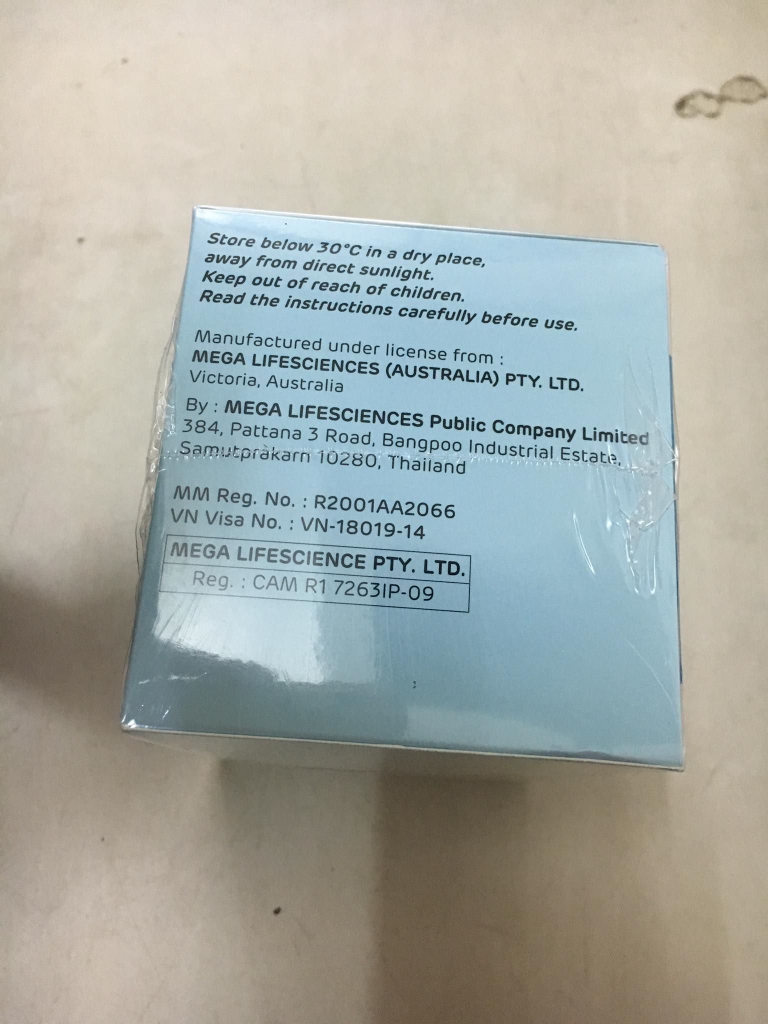 Store below 30°C in a dry place,
away from direct sunlight.
Keep out of reach of children.
Read the instructions carefully before use.
Manufactured under license from :
MEGA LIFESCIENCES (AUSTRALIA) PTY. LTD.
Victoria, Australia
By : MEGA LIFESCIENCES Public Company Limited
384, Pattana 3 Road, Bangpoo Industrial Estate,
Samutprakarn 10280, Thailand
MM Reg. No. : R2001AA2066
VN Visa No. : VN-18019-14
MEGA LIFESCIENCE PTY. LTD.
Reg. : CAM R1 7263IP-09